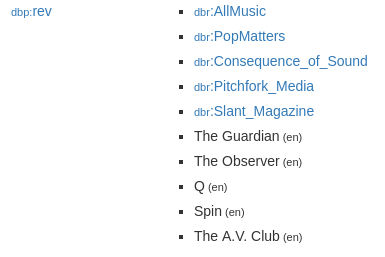 dbp:rev
dbr:AllMusic
dbr:PopMatters
dbr:Consequence_of_Sound
dbr:Pitchfork_Media
dbr:Slant_Magazine
The Guardian (en)
The Observer (en)
Q (en)
Spin (en)
The A.V. Club (en)